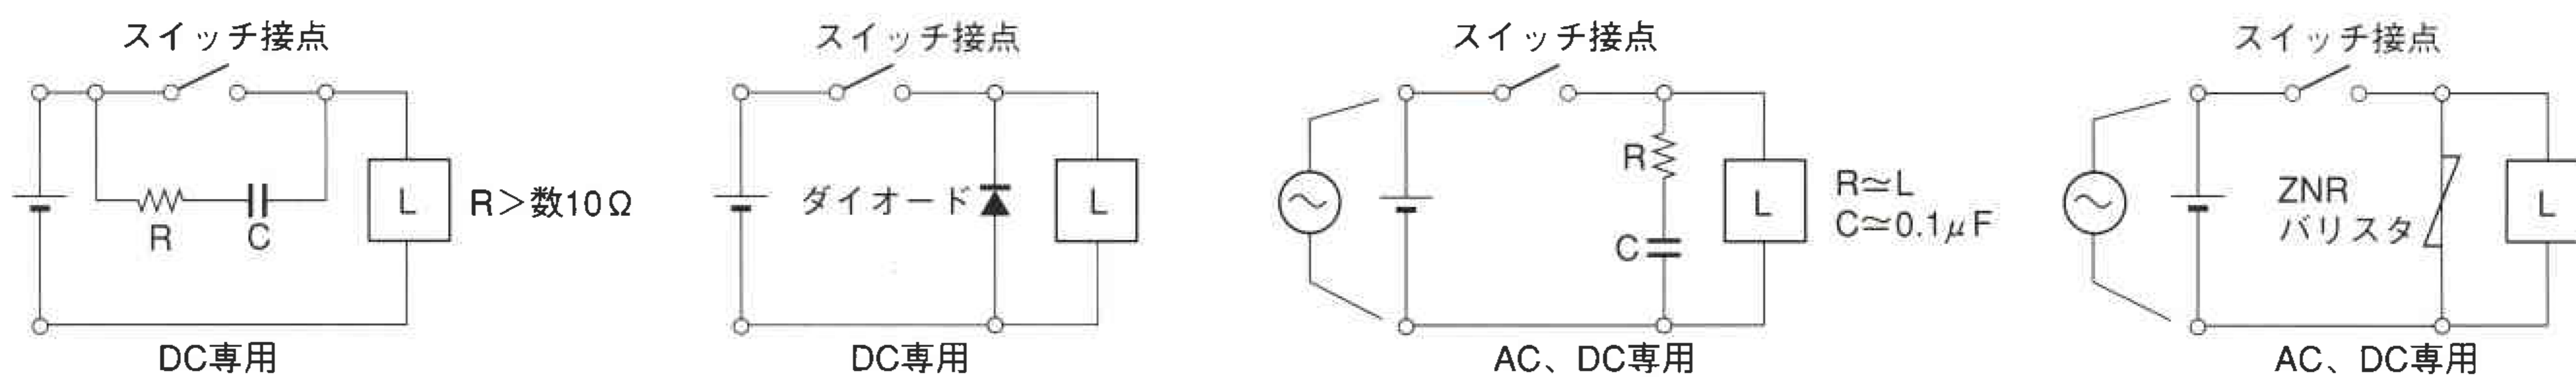 スイッチ接点
L
R>数10Ω
R
C
DC専用
スイッチ接点
ダイオード
L
DC専用
スイッチ接点
R
L
R≃L
C≃0.1μF
C
AC、DC専用
スイッチ接点
ZNR
バリスタ
L
AC、DC専用